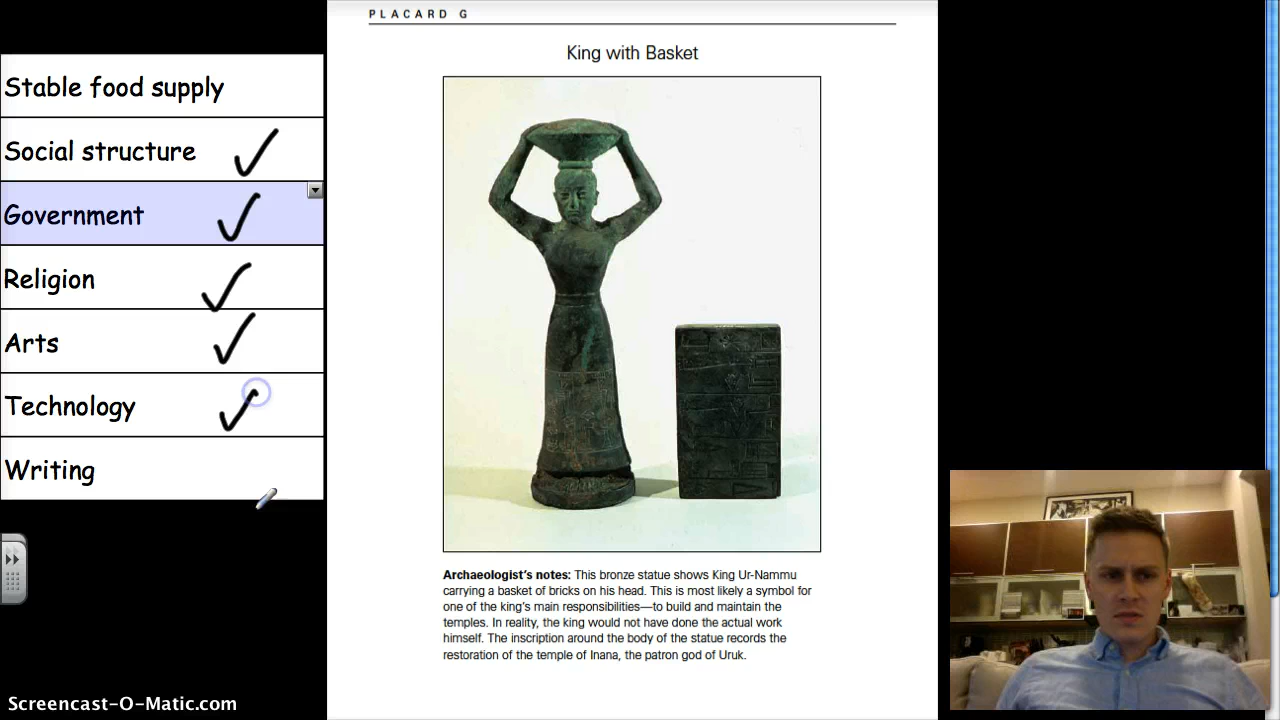 PLACARD G
King with Basket
Stable food supply
Social structure
Government
Religion
Arts
Technology
Writing
Archaeologist's notes: This bronze statue shows King Ur-Nammu
carrying a basket of bricks on his head. This is most likely a symbol for
one of the king's main responsibilities—to build and maintain the
temples. In reality, the king would not have done the actual work
himself. The inscription around the body of the statue records the
restoration of the temple of Inana, the patron god of Uruk.
Screencast-O-Matic.com